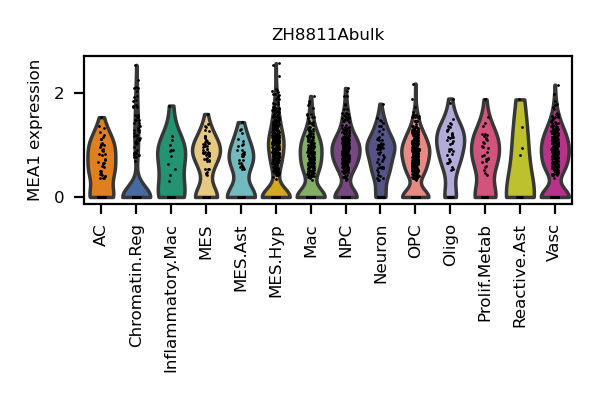 ZH8811Abulk
MEA1 expression
2
0
AC
Chromatin.Reg
Inflammatory.Mac
MES
MES.Ast
MES.Hyp
Mac
NPC
Neuron
OPC
Oligo
Prolif.Metab
Reactive.Ast
Vasc